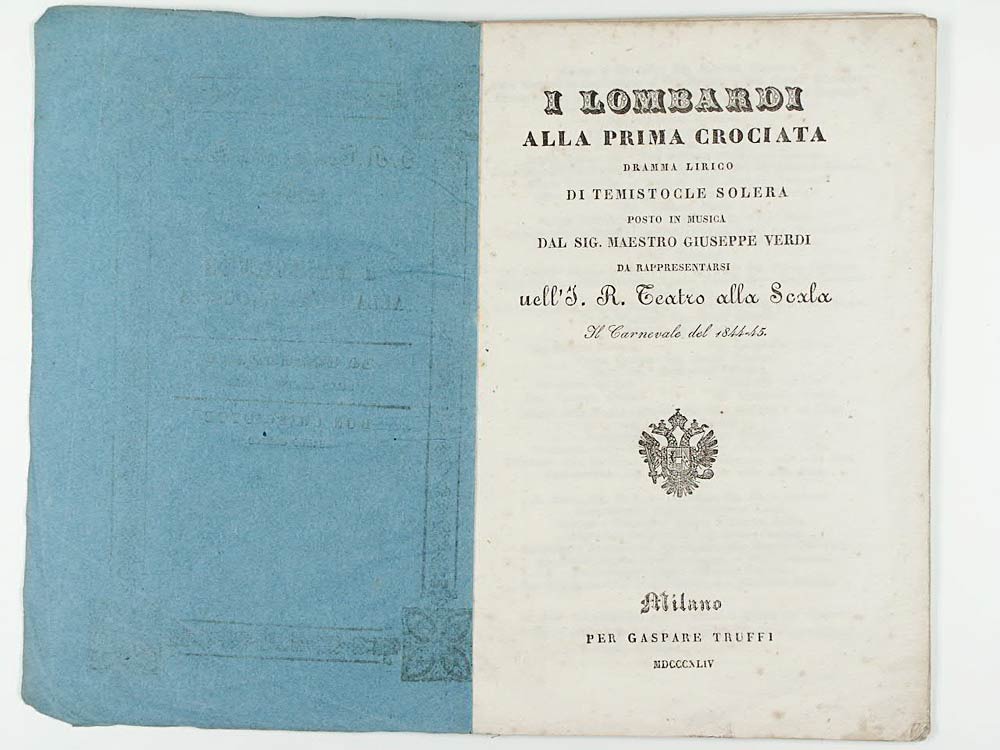 I LOMBARDI
ALLA PRIMA CROCIATA
DRAMMA LIRICO
DI TEMISTOCLE SOLERA
POSTO IN MUSICA
DAL SIG. MAESTRO GIUSEPPE VERDI
DA RAPPRESENTARSI
nell'I. R. Teatro alla Scala
Il Carnevale del 1844-45.
Milano
PER GASPARE TRUFFI
MDCCCXLIV